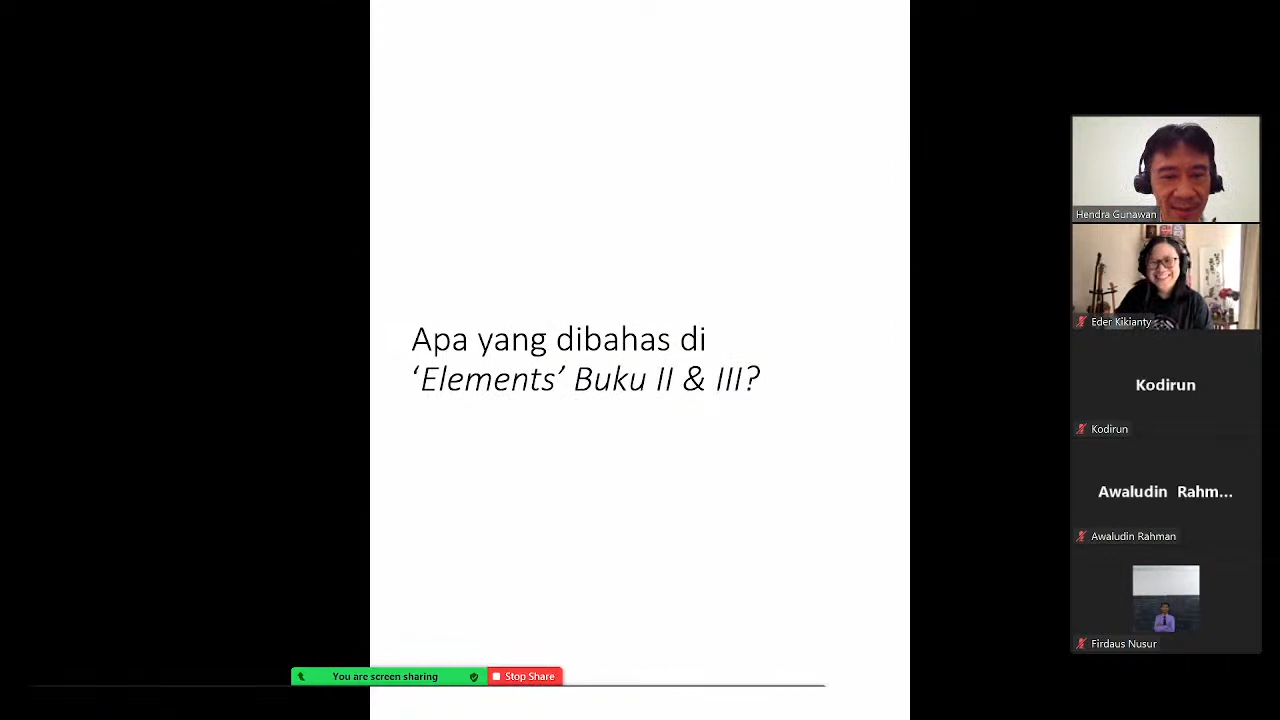 Apa yang dibahas di
‘Elements’ Buku II & III?
You are screen sharing
Stop Share
Hendra Gunawan
Eder Kikianty
Kodirun
Kodirun
Awaludin Rahm...
Awaludin Rahman
Firdaus Nusur